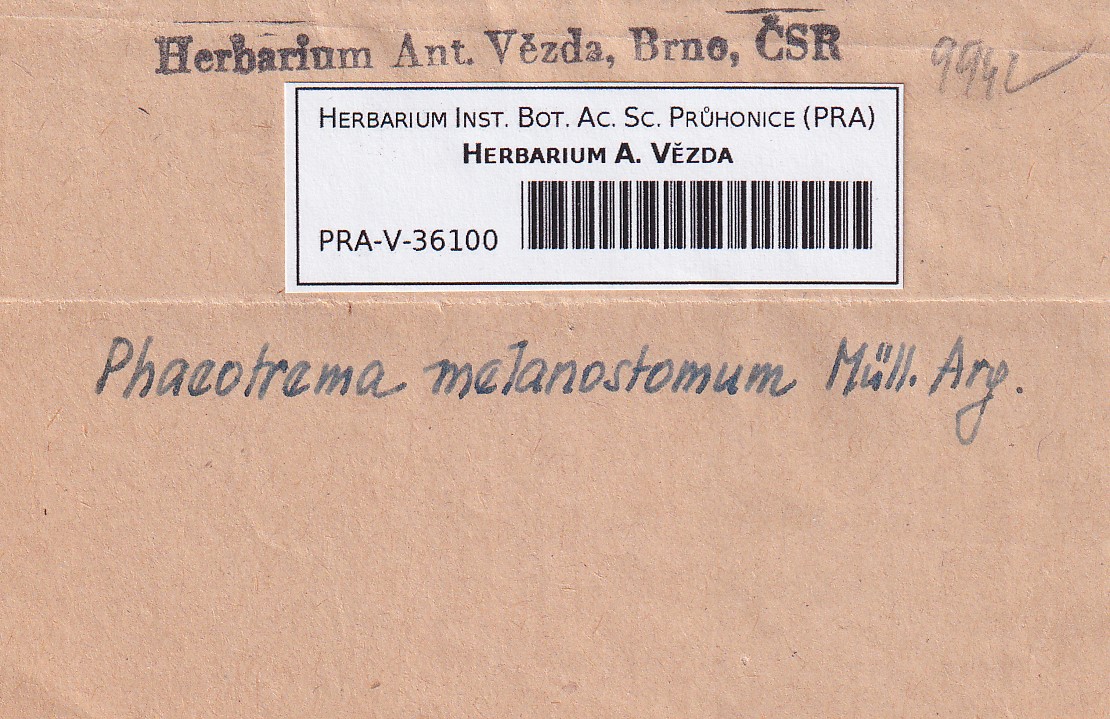 Herbarium Ant. Vězda, Brno, ČSR
9942
HERBARIUM INST. BOT. AC. SC. PRŮHONICE (PRA)
HERBARIUM A. VĚZDA
PRA-V-36100
Phaeotrema melanostomum Müll. Arg.